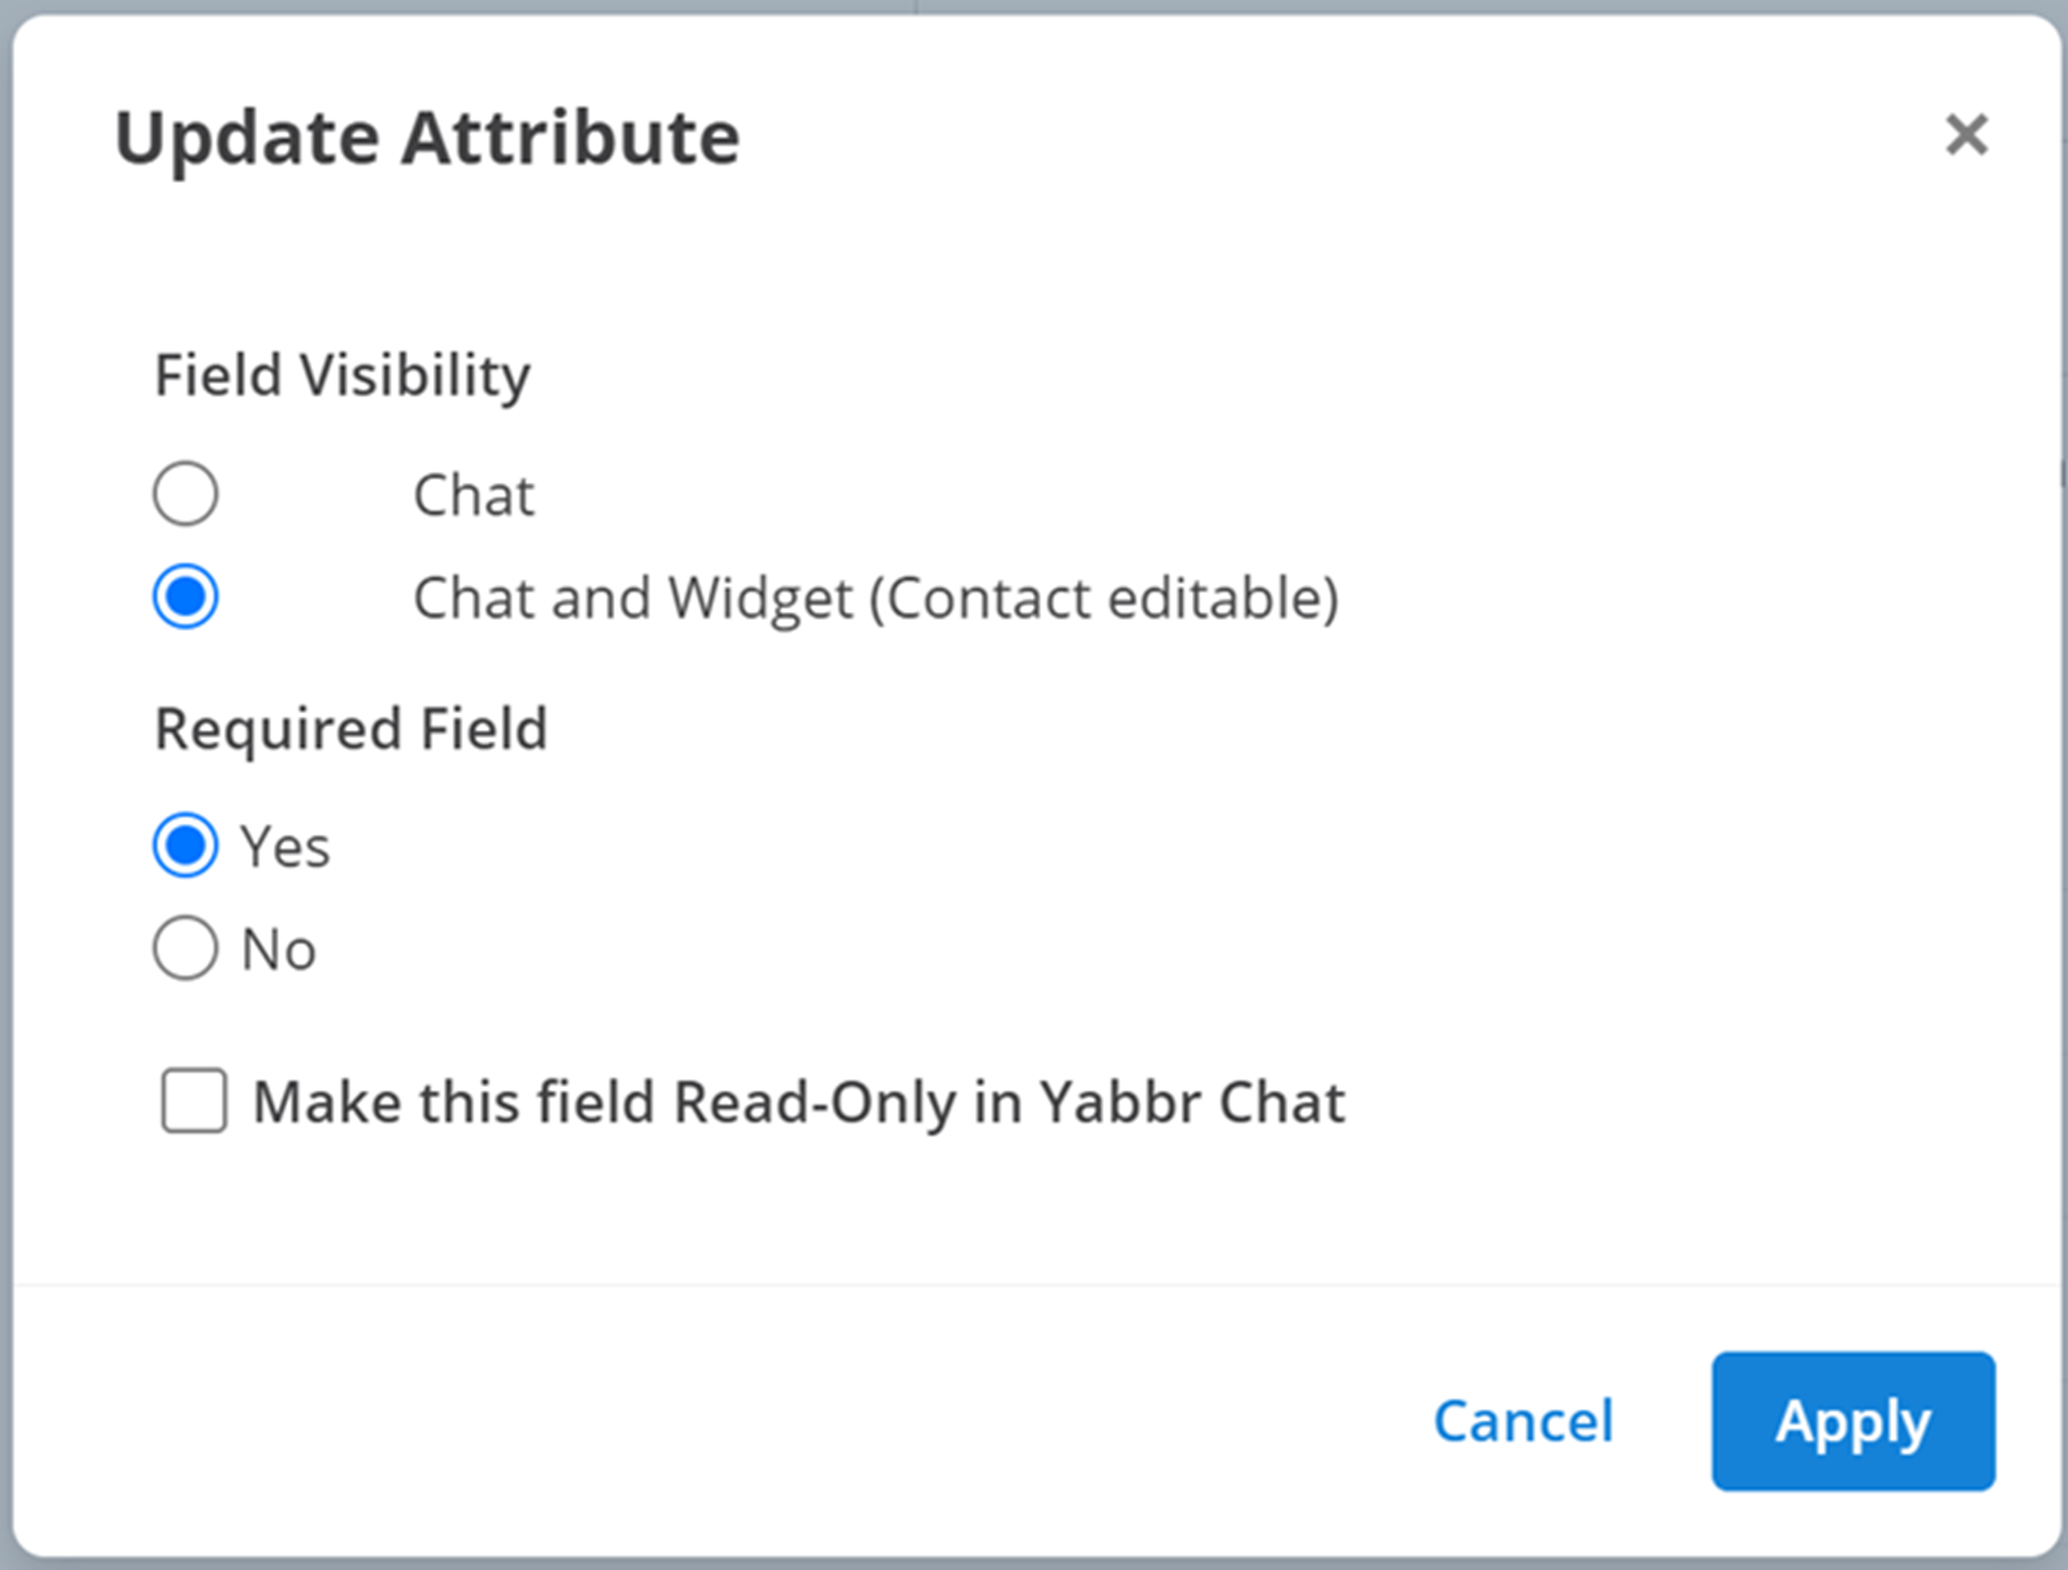 Update Attribute
Field Visibility
Chat
Chat and Widget (Contact editable)
Required Field
Yes
No
Make this field Read-Only in Yabbr Chat
Cancel
Apply